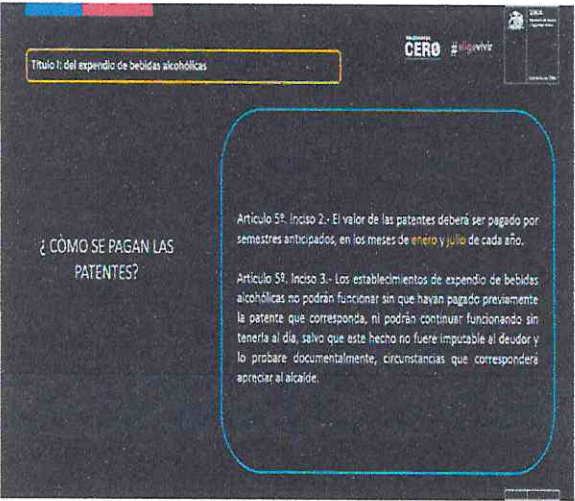 Título I: del expendio de bebidas alcohólicas
CERO #eligevivir
¿ CÓMO SE PAGAN LAS
PATENTES?
Artículo 5º. Inciso 2.- El valor de las patentes deberá ser pagado por
semestres anticipados, en los meses de enero y julio de cada año.
Artículo 5º. Inciso 3.- Los establecimientos de expendio de bebidas
alcohólicas no podrán funcionar sin que hayan pagado previamente
la patente que corresponda, ni podrán continuar funcionando sin
tenerla al día, salvo que este hecho no fuere imputable al deudor y
lo probare documentalmente, circunstancias que corresponderá
apreciar al alcalde.